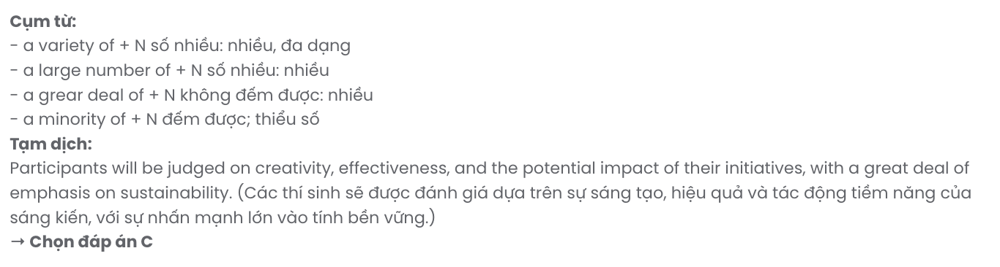 Cụm từ:
- a variety of + N số nhiều: nhiều, đa dạng
- a large number of + N số nhiều: nhiều
- a grear deal of + N không đếm được: nhiều
- a minority of + N đếm được; thiểu số
Tạm dịch:
Participants will be judged on creativity, effectiveness, and the potential impact of their initiatives, with a great deal of
emphasis on sustainability. (Các thí sinh sẽ được đánh giá dựa trên sự sáng tạo, hiệu quả và tác động tiềm năng của
sáng kiến, với sự nhấn mạnh lớn vào tính bền vững.)
→ Chọn đáp án C